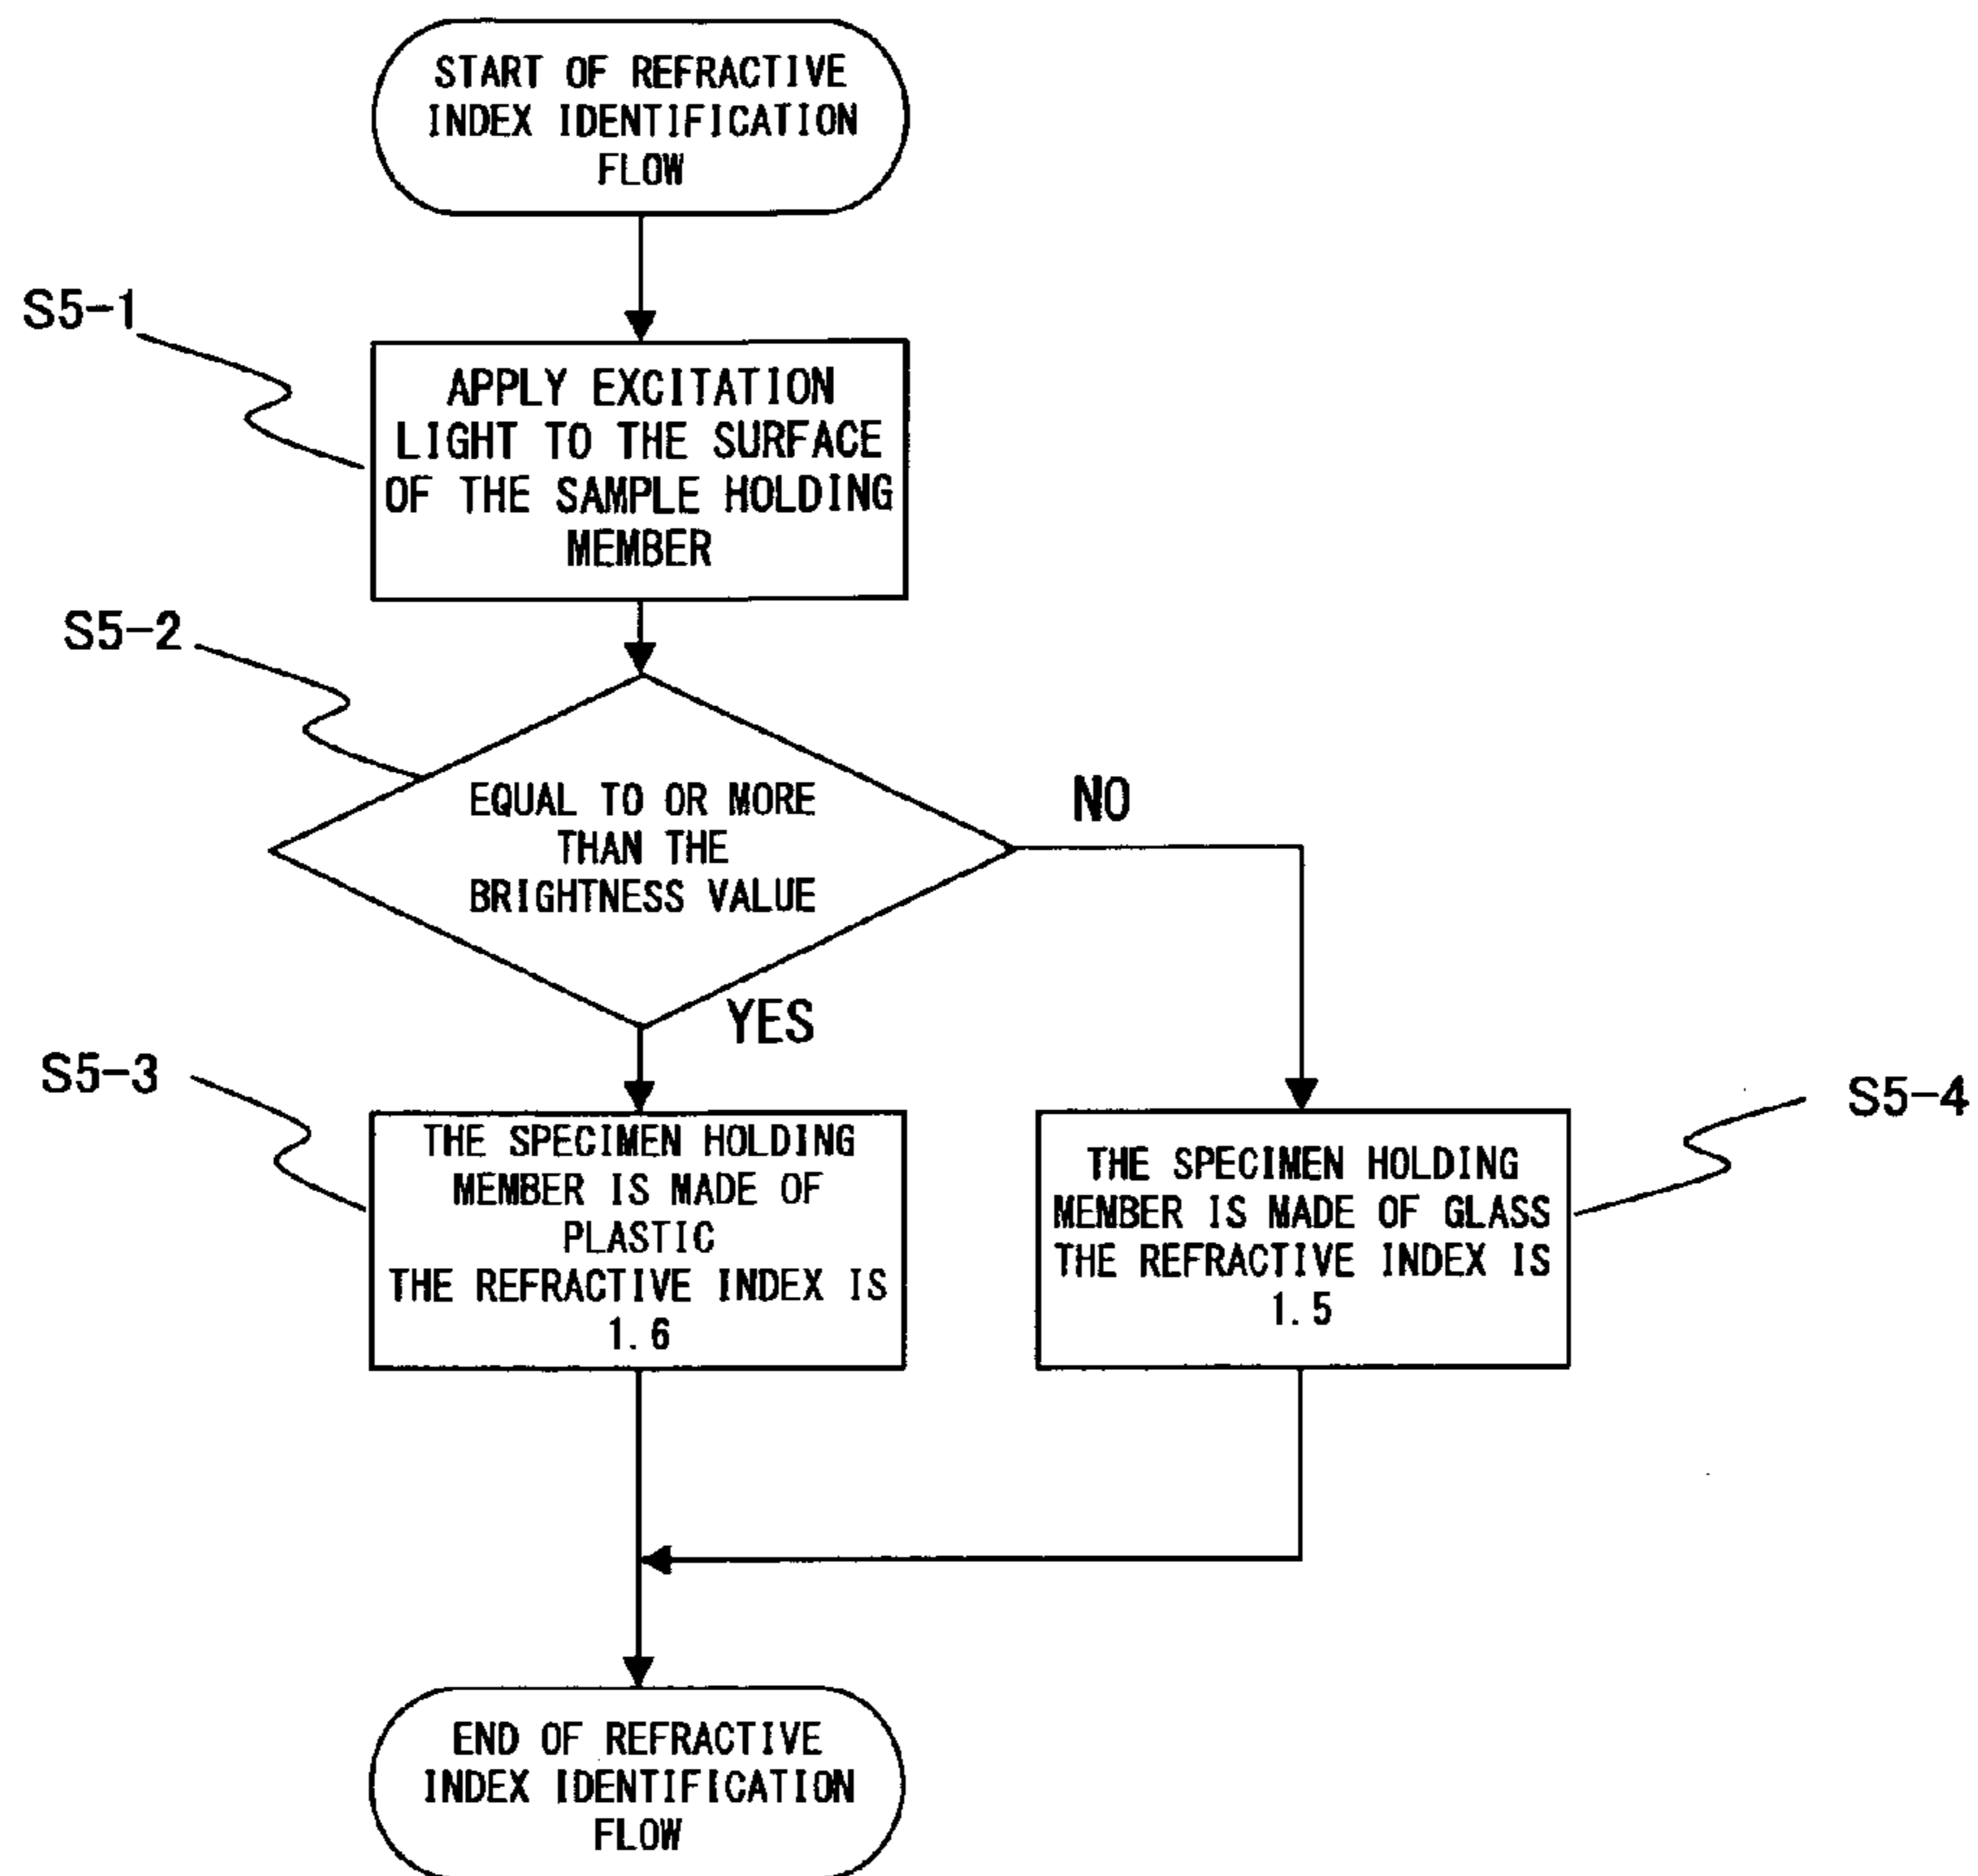 START OF REFRACTIVE
INDEX IDENTIFICATION
FLOW
S5-1
APPLY EXCITATION
LIGHT TO THE SURFACE
OF THE SAMPLE HOLDING
MEMBER
S5-2
EQUAL TO OR MORE
THAN THE
BRIGHTNESS VALUE
NO
YES
S5-3
THE SPECIMEN HOLDING
MEMBER IS MADE OF
PLASTIC
THE REFRACTIVE INDEX IS
1.6
THE SPECIMEN HOLDING
MEMBER IS MADE OF GLASS
THE REFRACTIVE INDEX IS
1.5
S5-4
END OF REFRACTIVE
INDEX IDENTIFICATION
FLOW